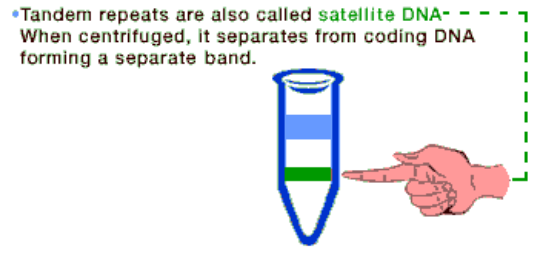 •Tandem repeats are also called satellite DNA
When centrifuged, it separates from coding DNA
forming a separate band.